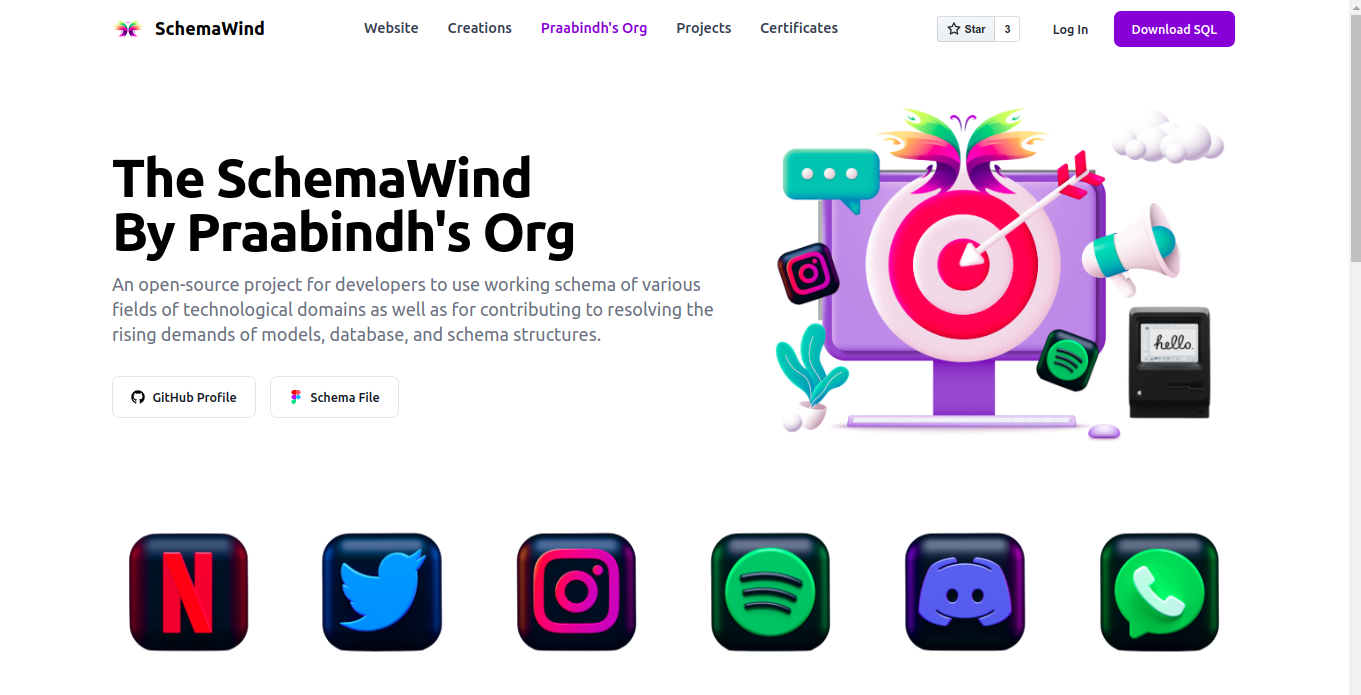 SchemaWind
Website
Creations
Praabindh's Org
Projects
Certificates
Star
3
Log In
Download SQL
The SchemaWind
By Praabindh's Org
An open-source project for developers to use working schema of various
fields of technological domains as well as for contributing to resolving the
rising demands of models, database, and schema structures.
GitHub Profile
Schema File
hello.